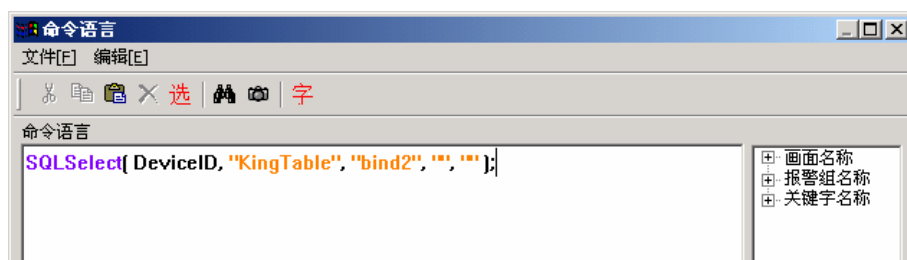 命令语言
文件[F] 编辑[E]
选 字
命令语言
SQLSelect( DeviceID, "KingTable", "bind2", "", "" );
画面名称
报警组名称
关键字名称